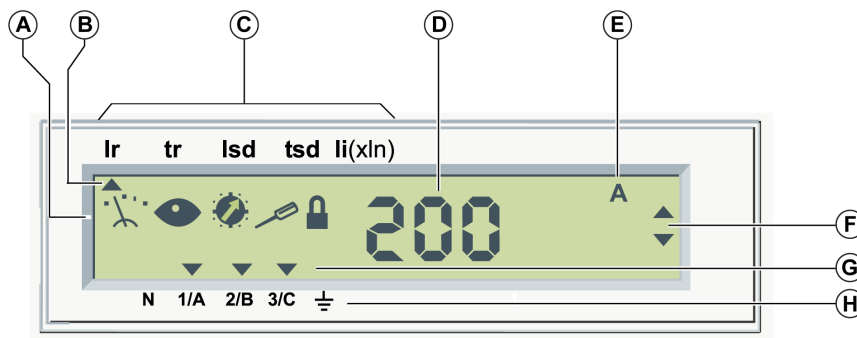 A B C D E
Ir tr Isd tsd Ii(xIn)
A
200
F
G
N 1/A 2/B 3/C
H